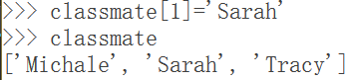 >>> classmate[1]='Sarah'
>>> classmate
['Michale', 'Sarah', 'Tracy']